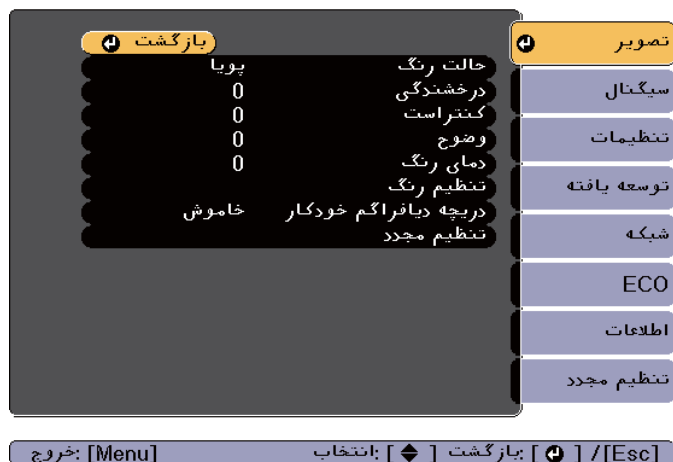 بازگشت
حالت رنگ پویا
درخشندگی 0
کنتراست 0
وضوح 0
دمای رنگ 0
تنظیم رنگ
دریچه دیافراگم خودکار خاموش
تنظیم مجدد
تصویر
سیگنال
تنظیمات
توسعه یافته
شبکه
ECO
اطلاعات
تنظیم مجدد
[Esc]/[ ]:بازگشت [ ]:انتخاب [Menu]:خروج